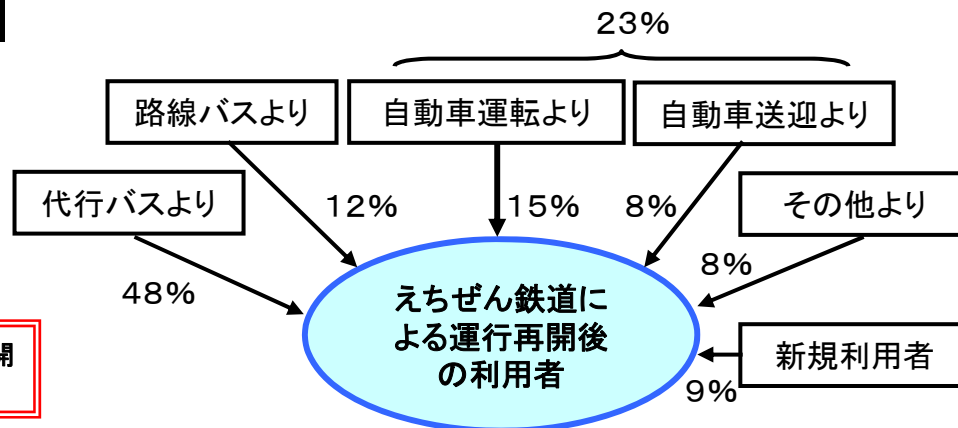 23%
路線バスより
自動車運転より
自動車送迎より
代行バスより
12%
15%
8%
その他より
48%
8%
えちぜん鉄道に
よる運行再開後
の利用者
新規利用者
9%
開